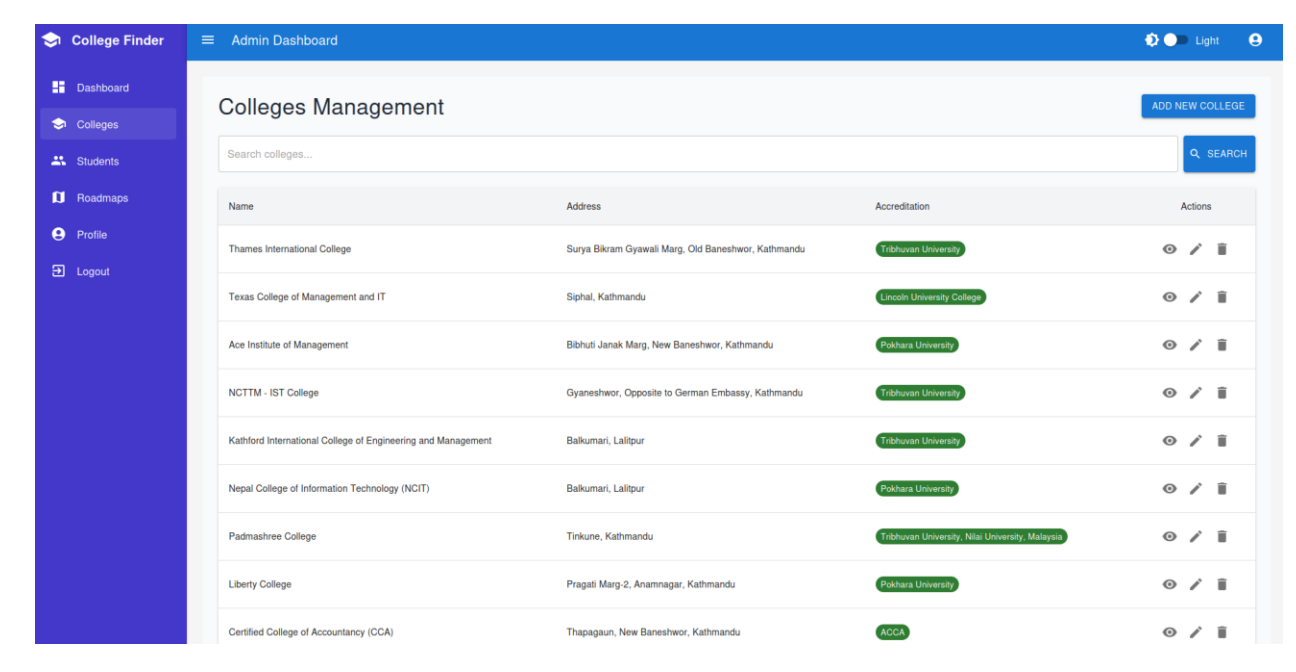 College Finder
Admin Dashboard
Light
Dashboard
Colleges
Students
Roadmaps
Profile
Logout
Colleges Management
ADD NEW COLLEGE
Search colleges...
SEARCH
Name Address Accreditation Actions
Thames International College Surya Bikram Gyawali Marg, Old Baneshwor, Kathmandu Tribhuvan University
Texas College of Management and IT Siphal, Kathmandu Lincoln University College
Ace Institute of Management Bibhuti Janak Marg, New Baneshwor, Kathmandu Pokhara University
NCTTM - IST College Gyaneshwor, Opposite to German Embassy, Kathmandu Tribhuvan University
Kathford International College of Engineering and Management Balkumari, Lalitpur Tribhuvan University
Nepal College of Information Technology (NCIT) Balkumari, Lalitpur Pokhara University
Padmashree College Tinkune, Kathmandu Tribhuvan University, Nilai University, Malaysia
Liberty College Pragati Marg-2, Anamnagar, Kathmandu Pokhara University
Certified College of Accountancy (CCA) Thapagaun, New Baneshwor, Kathmandu ACCA